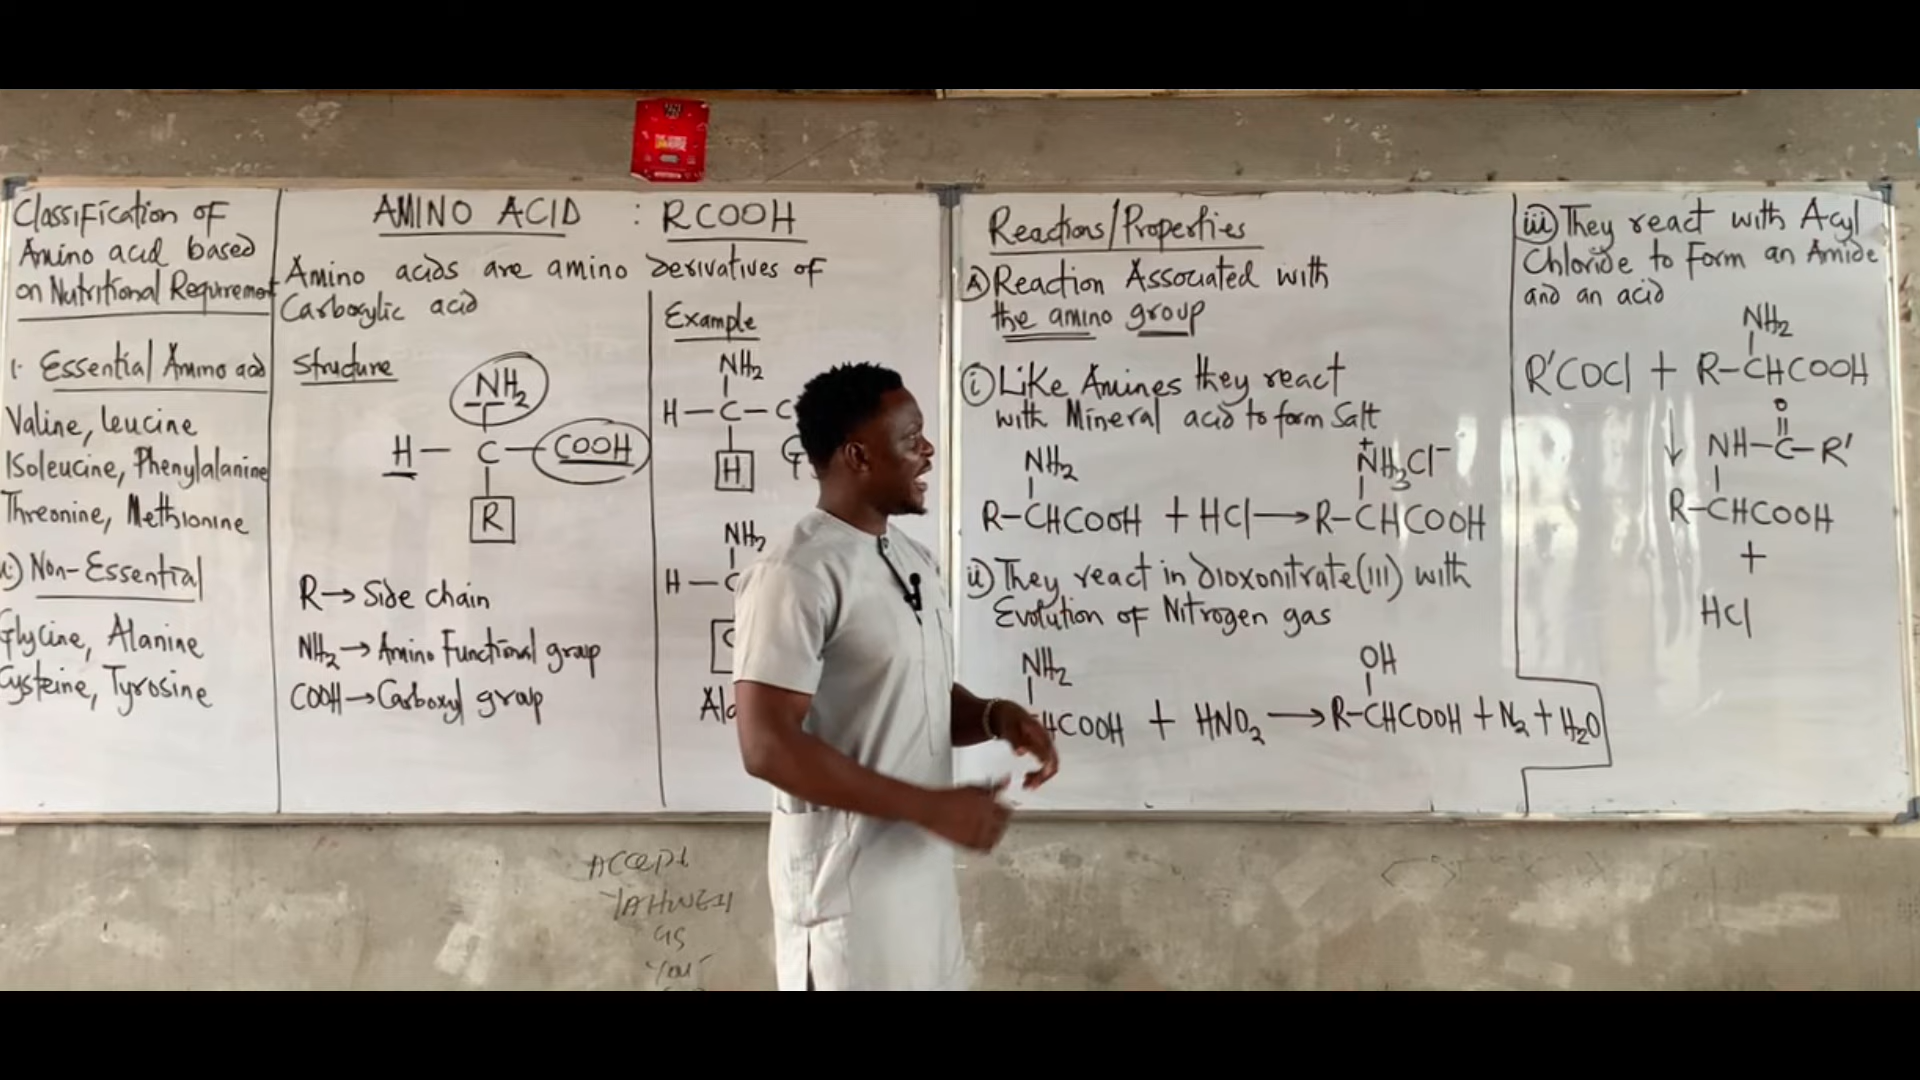 Classification of
Amino acid based
on Nutritional Requirement
1. Essential Amino acid
Valine, leucine
Isoleucine, Phenylalanine
Threonine, Methionine
Non-Essential
Glycine, Alanine
Cysteine, Tyrosine
AMINO ACID : RCOOH
Amino acids are amino derivatives of
Carboxylic acid
Structure
NH2
H—C—COOH
R
R→Side chain
NH2→Amino Functional group
COOH→Carboxyl group
Example
NH2
H—C—C
H
NH2
H—
Reactions/Properties
A) Reaction Associated with
the amino group
i) Like Amines they react
with Mineral acid to form Salt
NH2 +NH3Cl-
R-CHCOOH + HCl→R-CHCOOH
ii) They react in dioxonitrate(III) with
Evolution of Nitrogen gas
NH2 OH
HCOOH + HNO2→R-CHCOOH + N2 + H2O
iii) They react with Acyl
Chloride to form an Amide
and an acid
NH2
R'COCl + R-CHCOOH
O
NH-C-R'
R-CHCOOH
+
HCl
ACCEPT
YAHWEH
as